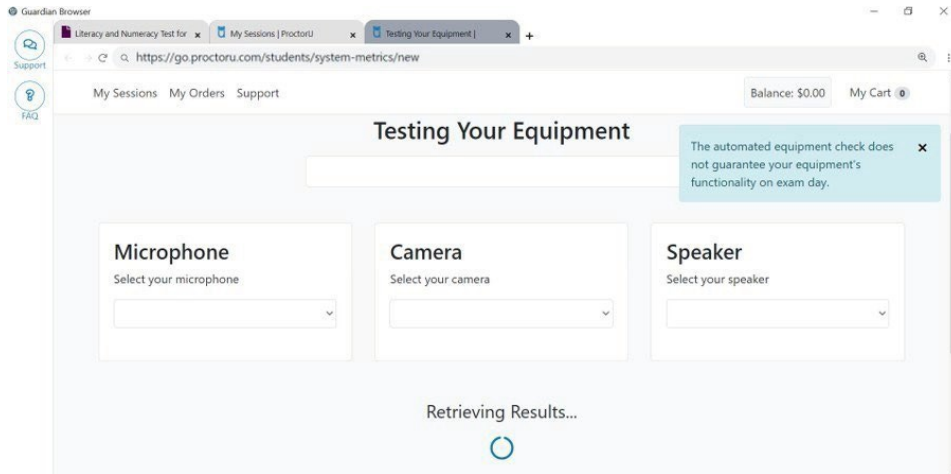 Guardian Browser
Literacy and Numeracy Test for
My Sessions | ProctorU
Testing Your Equipment |
Support
https://go.proctoru.com/students/system-metrics/new
FAQ
My Sessions My Orders Support
Balance: $0.00
My Cart 0
Testing Your Equipment
The automated equipment check does
not guarantee your equipment's
functionality on exam day.
Microphone
Select your microphone
Camera
Select your camera
Speaker
Select your speaker
Retrieving Results...